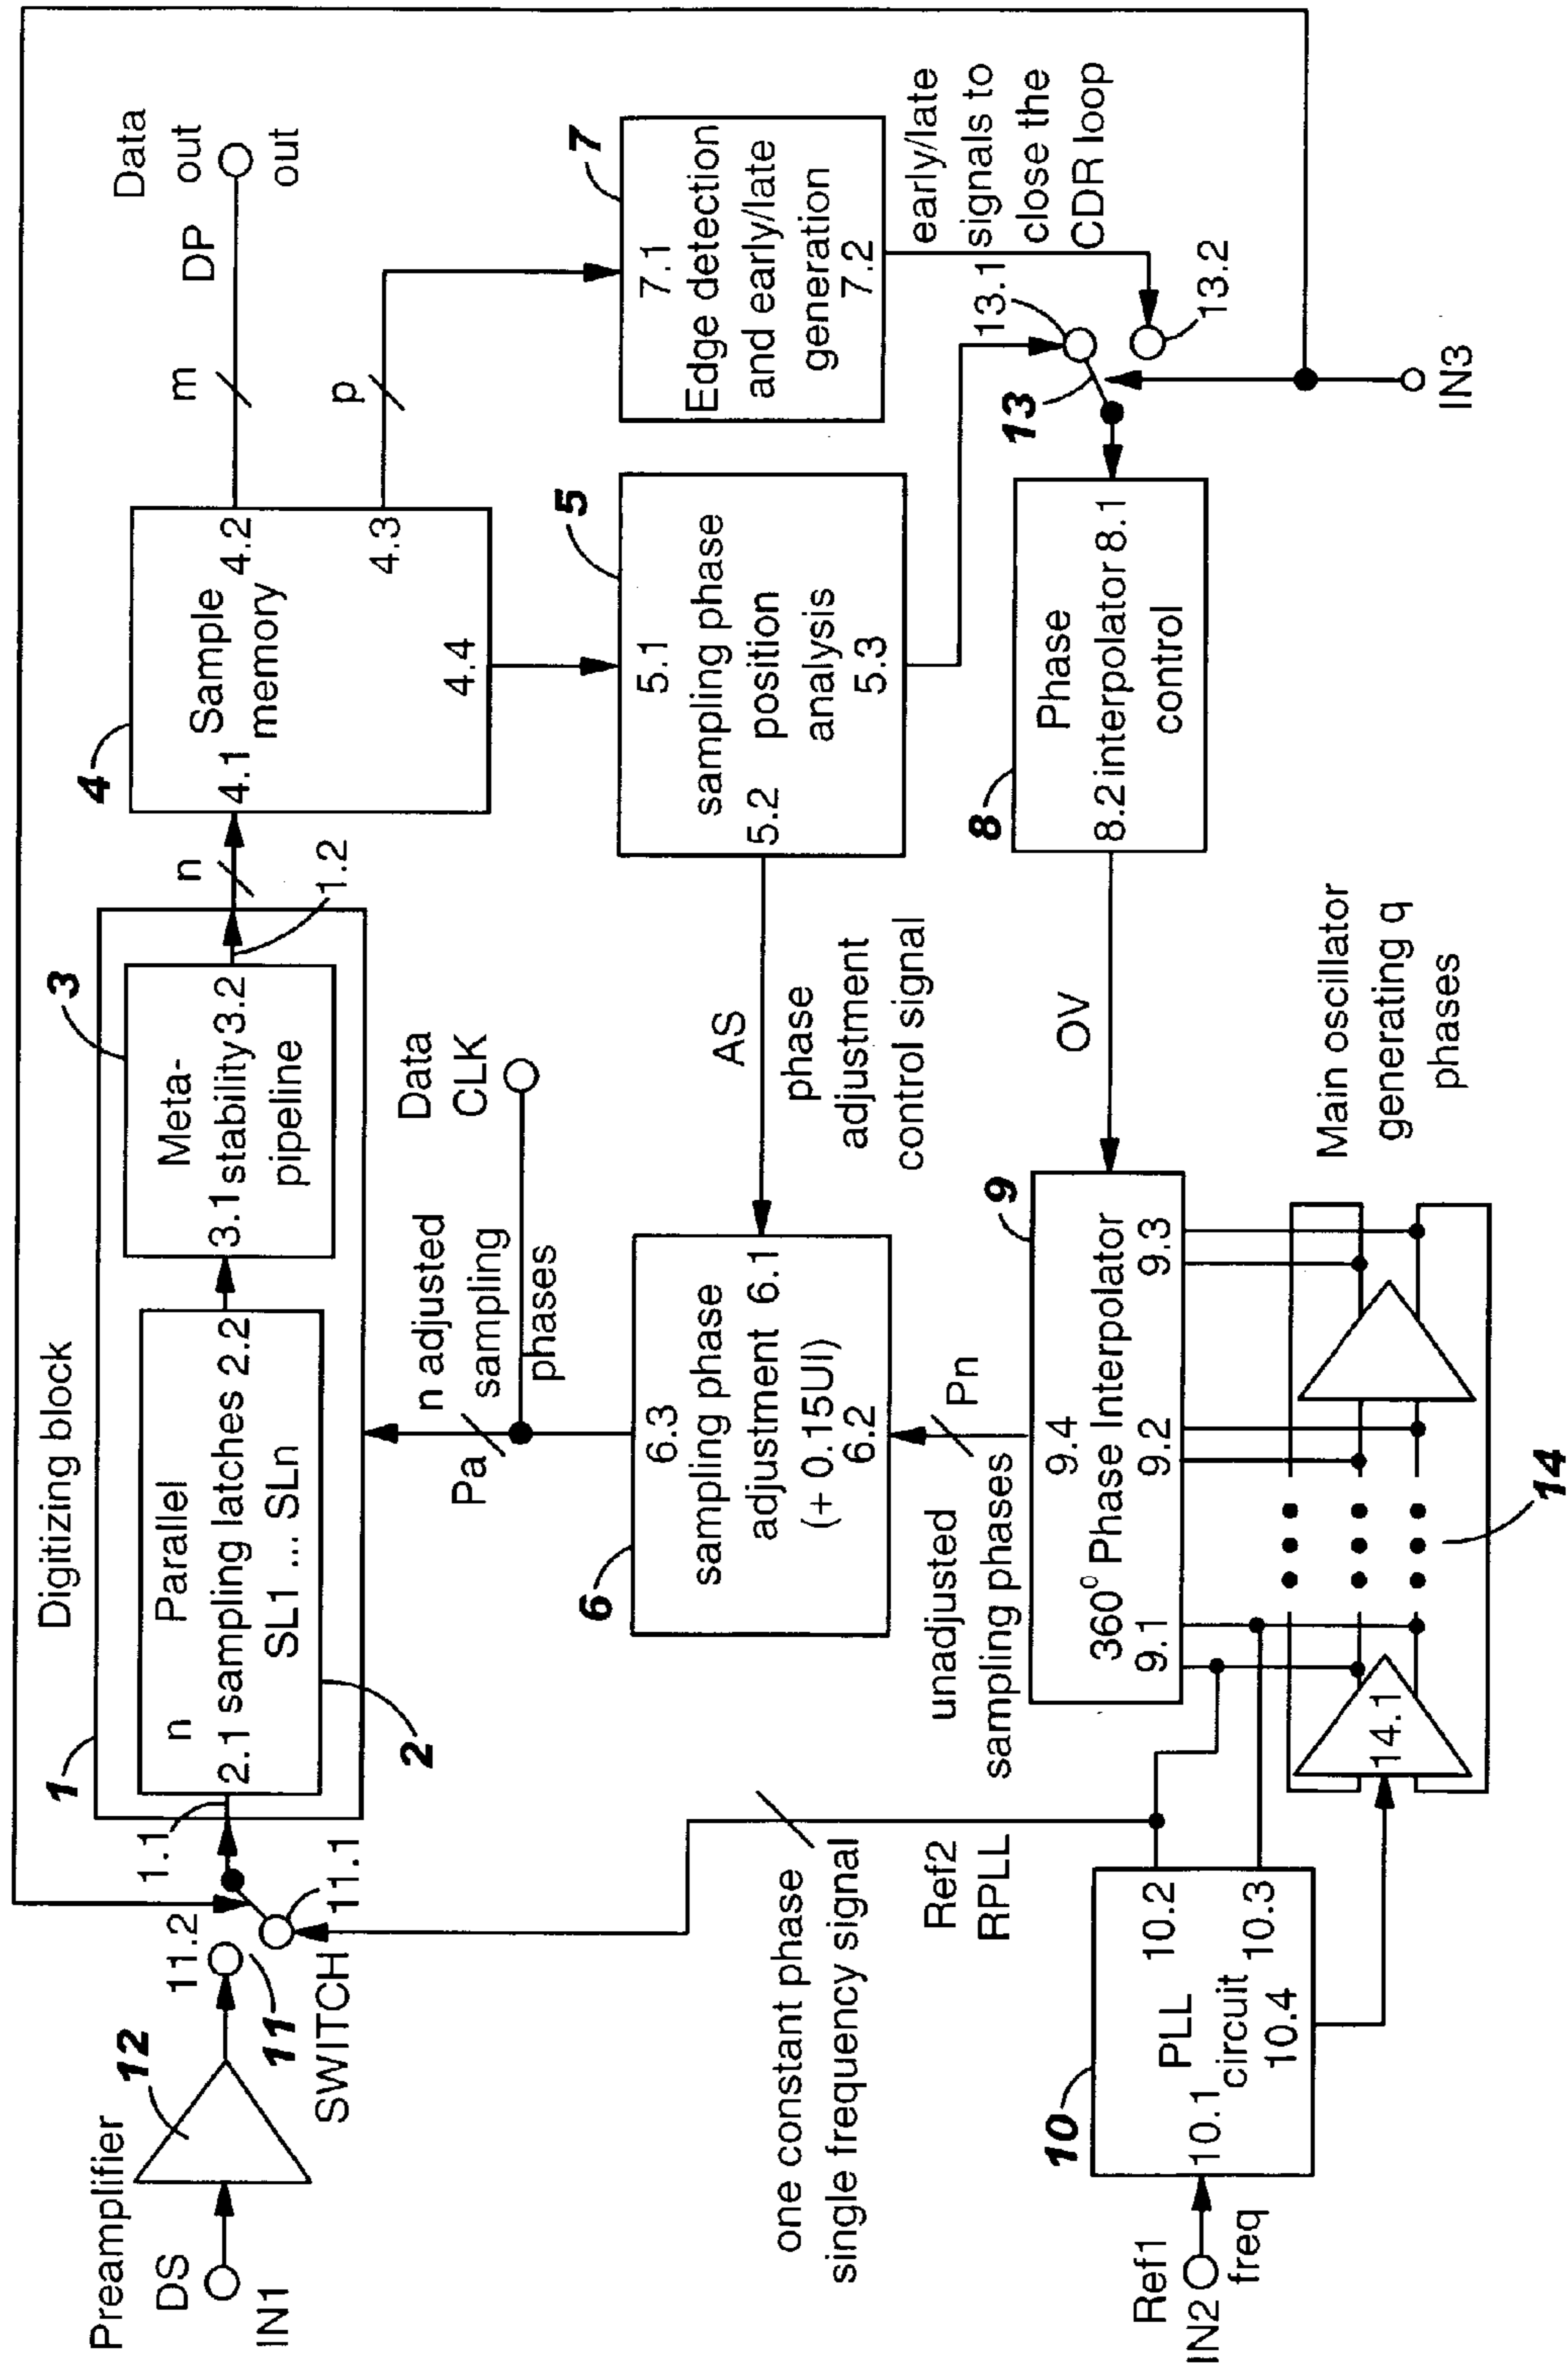 Preamplifier
DS
IN1
12
11.2
11
SWITCH
11.1
1.1
1
Digitizing block
n Parallel
2.1 sampling latches 2.2
SL1 ... SLn
2
3
Meta-
3.1 stability 3.2
pipeline
1.2
n
4
4.1
Sample
memory
4.2
4.3
4.4
m
DP
Data
out
out
p
7
7.1
Edge detection
and early/late
generation
7.2
early/late
signals to
close the
CDR loop
13.1
13.2
13
IN3
5
5.1
sampling phase
5.2 position
analysis
5.3
AS
phase
adjustment
control signal
Data
CLK
n adjusted
sampling
phases
Pa
6
6.3
sampling phase
adjustment 6.1
(+ 0.15UI)
6.2
Pn
unadjusted
sampling phases
8
Phase
8.2 interpolator 8.1
control
OV
9
9.4
360° Phase Interpolator
9.1
9.2
9.3
Main oscillator
generating q
phases
14
14.1
one constant phase
single frequency signal
Ref2
RPLL
10
10.1
PLL
circuit
10.2
10.3
10.4
Ref1
IN2
freq